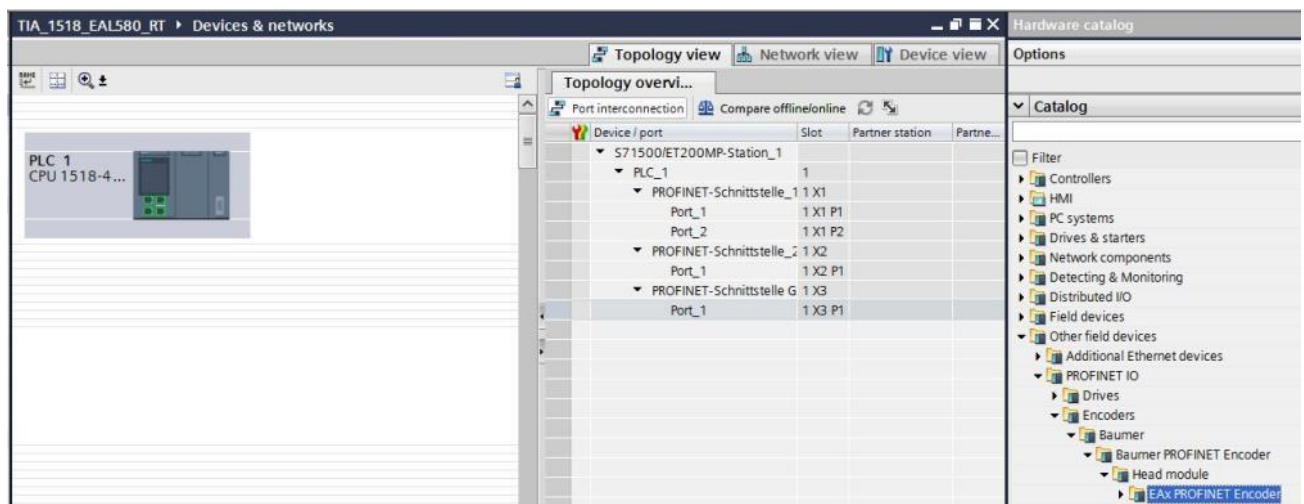 TIA_1518_EAL580_RT ▸ Devices & networks
Topology view Network view Device view
Topology overvi...
Port interconnection Compare offline/online
Device / port Slot Partner station Partne...
S71500/ET200MP-Station_1
PLC_1 1
PROFINET-Schnittstelle_1 1 X1
Port_1 1 X1 P1
Port_2 1 X1 P2
PROFINET-Schnittstelle_2 1 X2
Port_1 1 X2 P1
PROFINET-Schnittstelle G 1 X3
Port_1 1 X3 P1
PLC 1
CPU 1518-4...
Hardware catalog
Options
Catalog
Filter
Controllers
HMI
PC systems
Drives & starters
Network components
Detecting & Monitoring
Distributed I/O
Field devices
Other field devices
Additional Ethernet devices
PROFINET IO
Drives
Encoders
Baumer
Baumer PROFINET Encoder
Head module
EAx PROFINET Encoder